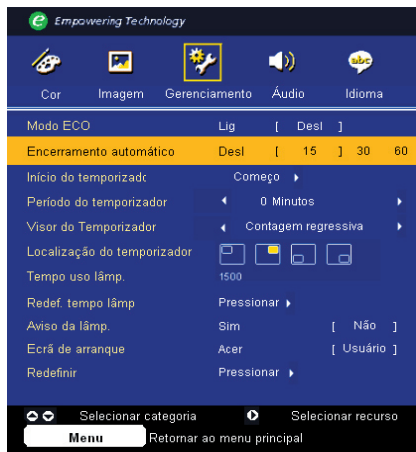 e Empowering Technology
Cor Imagem Gerenciamento Áudio abc Idioma
Modo ECO Lig [ Desl ]
Encerramento automático Desl [ 15 ] 30 60
Início do temporizado Começo
Período do temporizador 0 Minutos
Visor do Temporizador Contagem regressiva
Localização do temporizador
Tempo uso lâmp. 1500
Redef. tempo lâmp Pressionar
Aviso da lâmp. Sim [ Não ]
Ecrã de arranque Acer [ Usuário ]
Redefinir Pressionar
Selecionar categoria Selecionar recurso
Menu Retornar ao menu principal